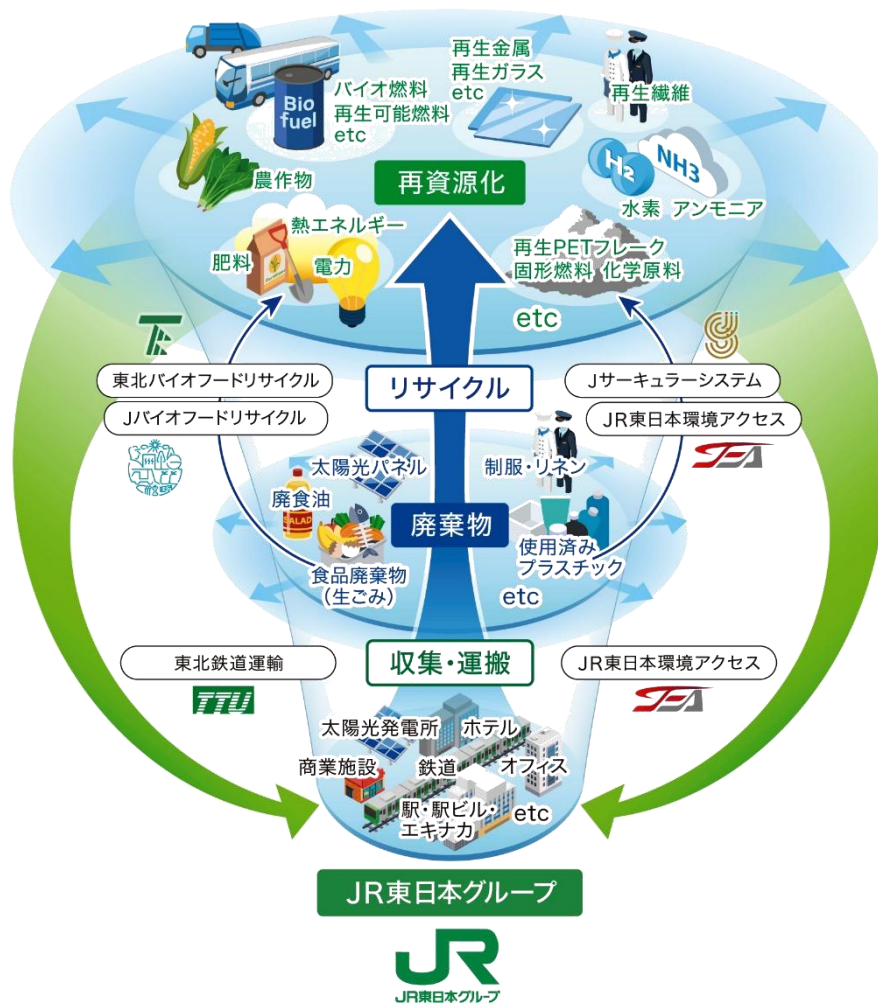 バイオ燃料
再生可能燃料
etc
Bio
fuel
再生金属
再生ガラス
etc
再生繊維
農作物
再資源化
H2
NH3
水素 アンモニア
熱エネルギー
肥料
電力
再生PETフレーク
固形燃料 化学原料
etc
東北バイオフードリサイクル
Jバイオフードリサイクル
リサイクル
Jサーキュラーシステム
JR東日本環境アクセス
JEA
太陽光パネル
制服・リネン
廃食油
SALAD
廃棄物
食品廃棄物
(生ごみ)
使用済み
プラスチック
etc
東北鉄道運輸
TTU
収集・運搬
JR東日本環境アクセス
JEA
太陽光発電所
ホテル
商業施設
鉄道
オフィス
駅・駅ビル・
エキナカ
etc
JR東日本グループ
JR
JR東日本グループ